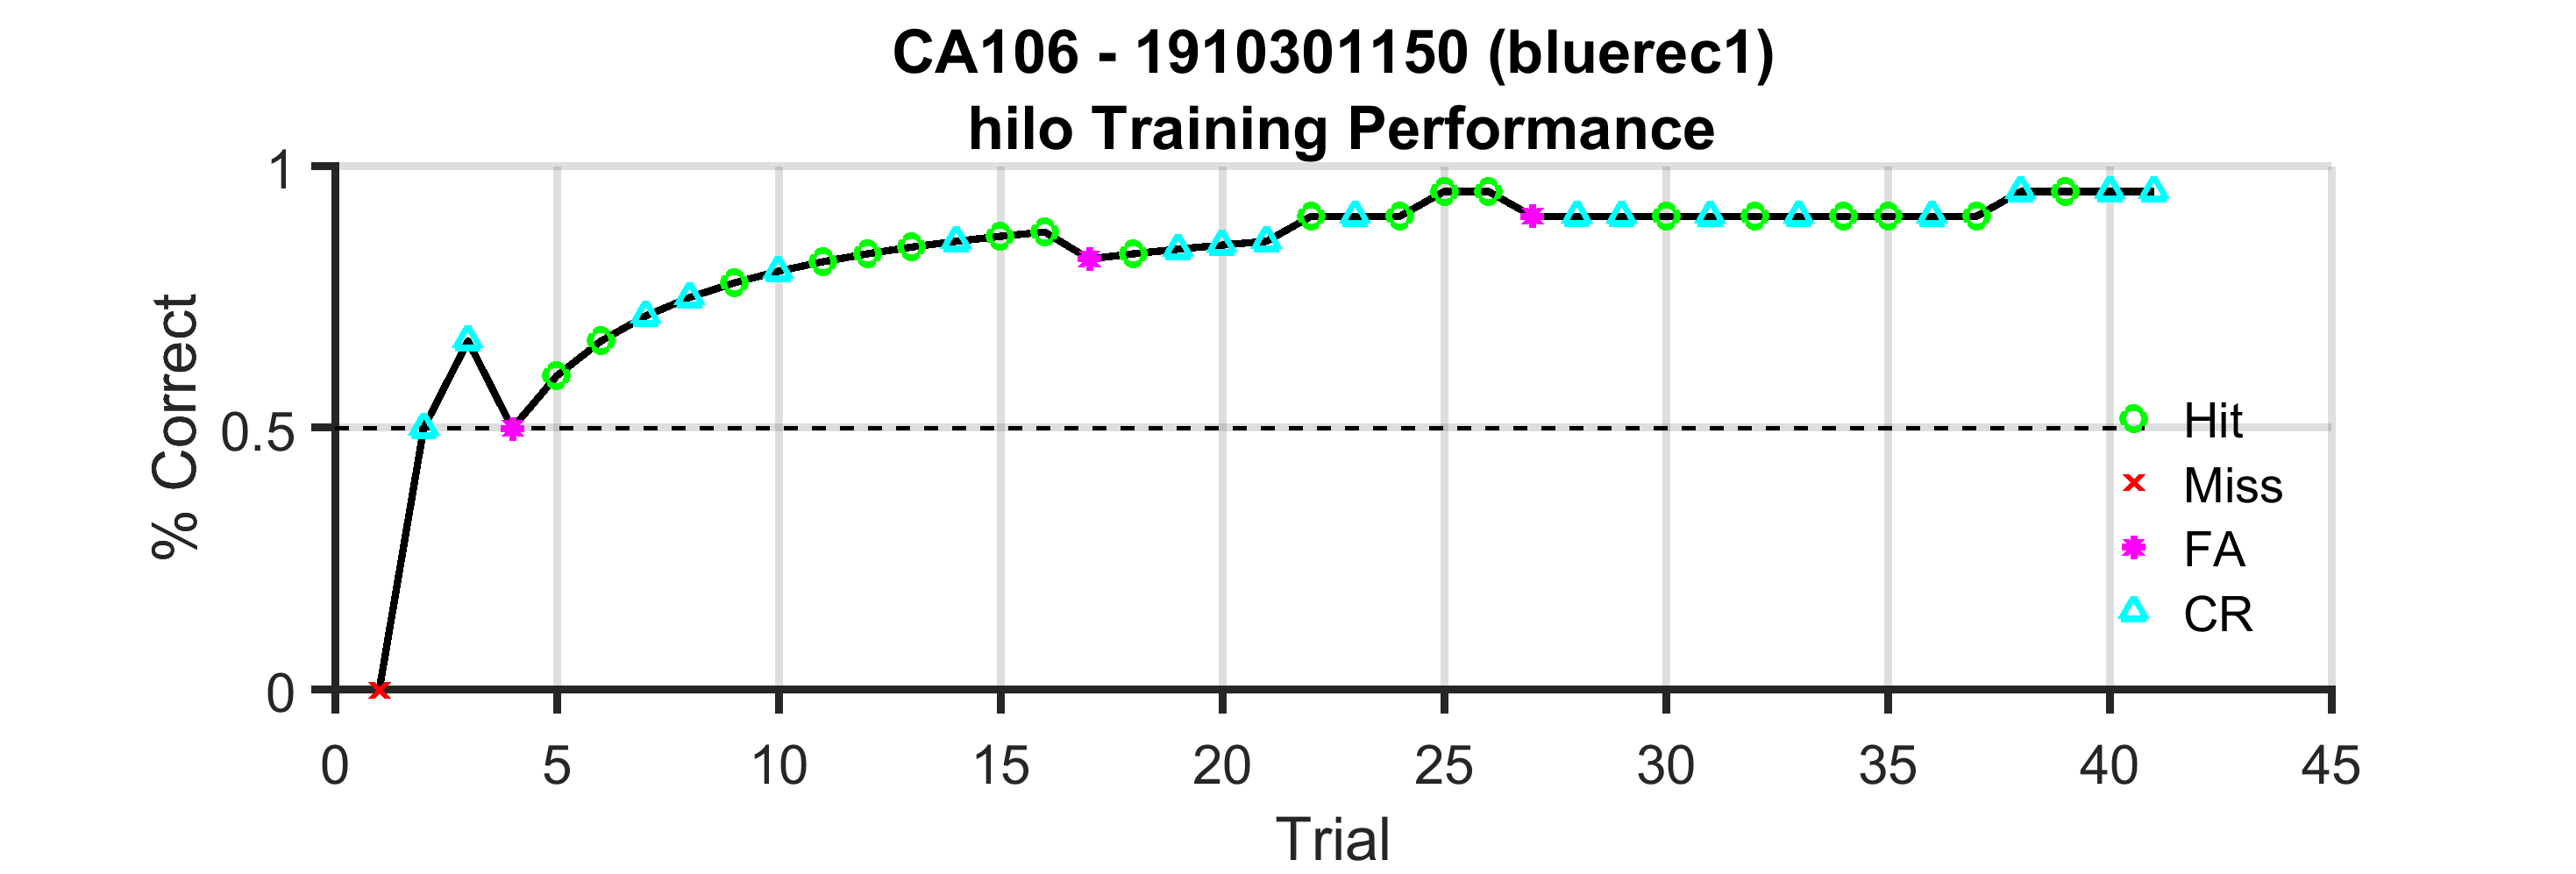 CA106 - 1910301150 (bluerec1)
hilo Training Performance
% Correct
1
0.5
0
Hit
Miss
FA
CR
0 5 10 15 20 25 30 35 40 45
Trial